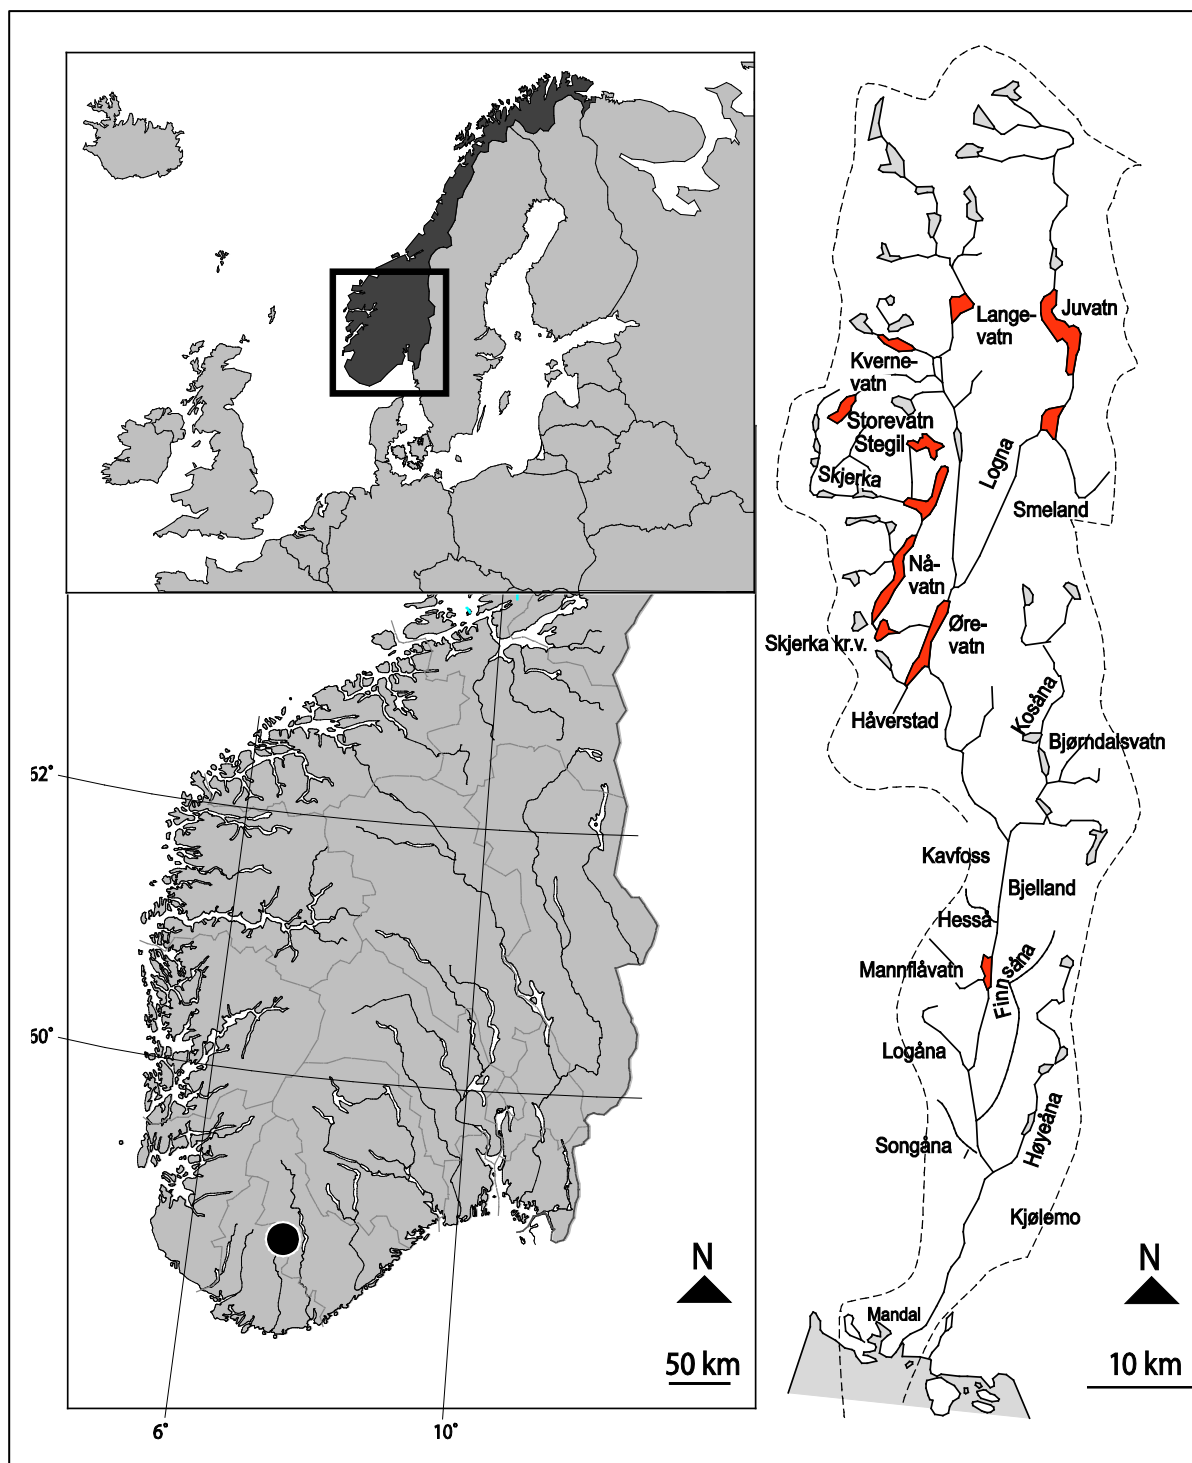 Lange-
vatn
Juvatn
Kverne-
vatn
Storevatn
Stegil
Skjerka
Logna
Smeland
Nå-
vatn
Øre-
vatn
Skjerka kr.v.
Håverstad
Kosåna
Bjørndalsvatn
Kavfoss
Bjelland
Hesså
Mannflåvatn
Finnsåna
Logåna
Songåna
Høyeåna
Kjølemo
Mandal
N
10 km
52°
50°
N
50 km
6°
10°